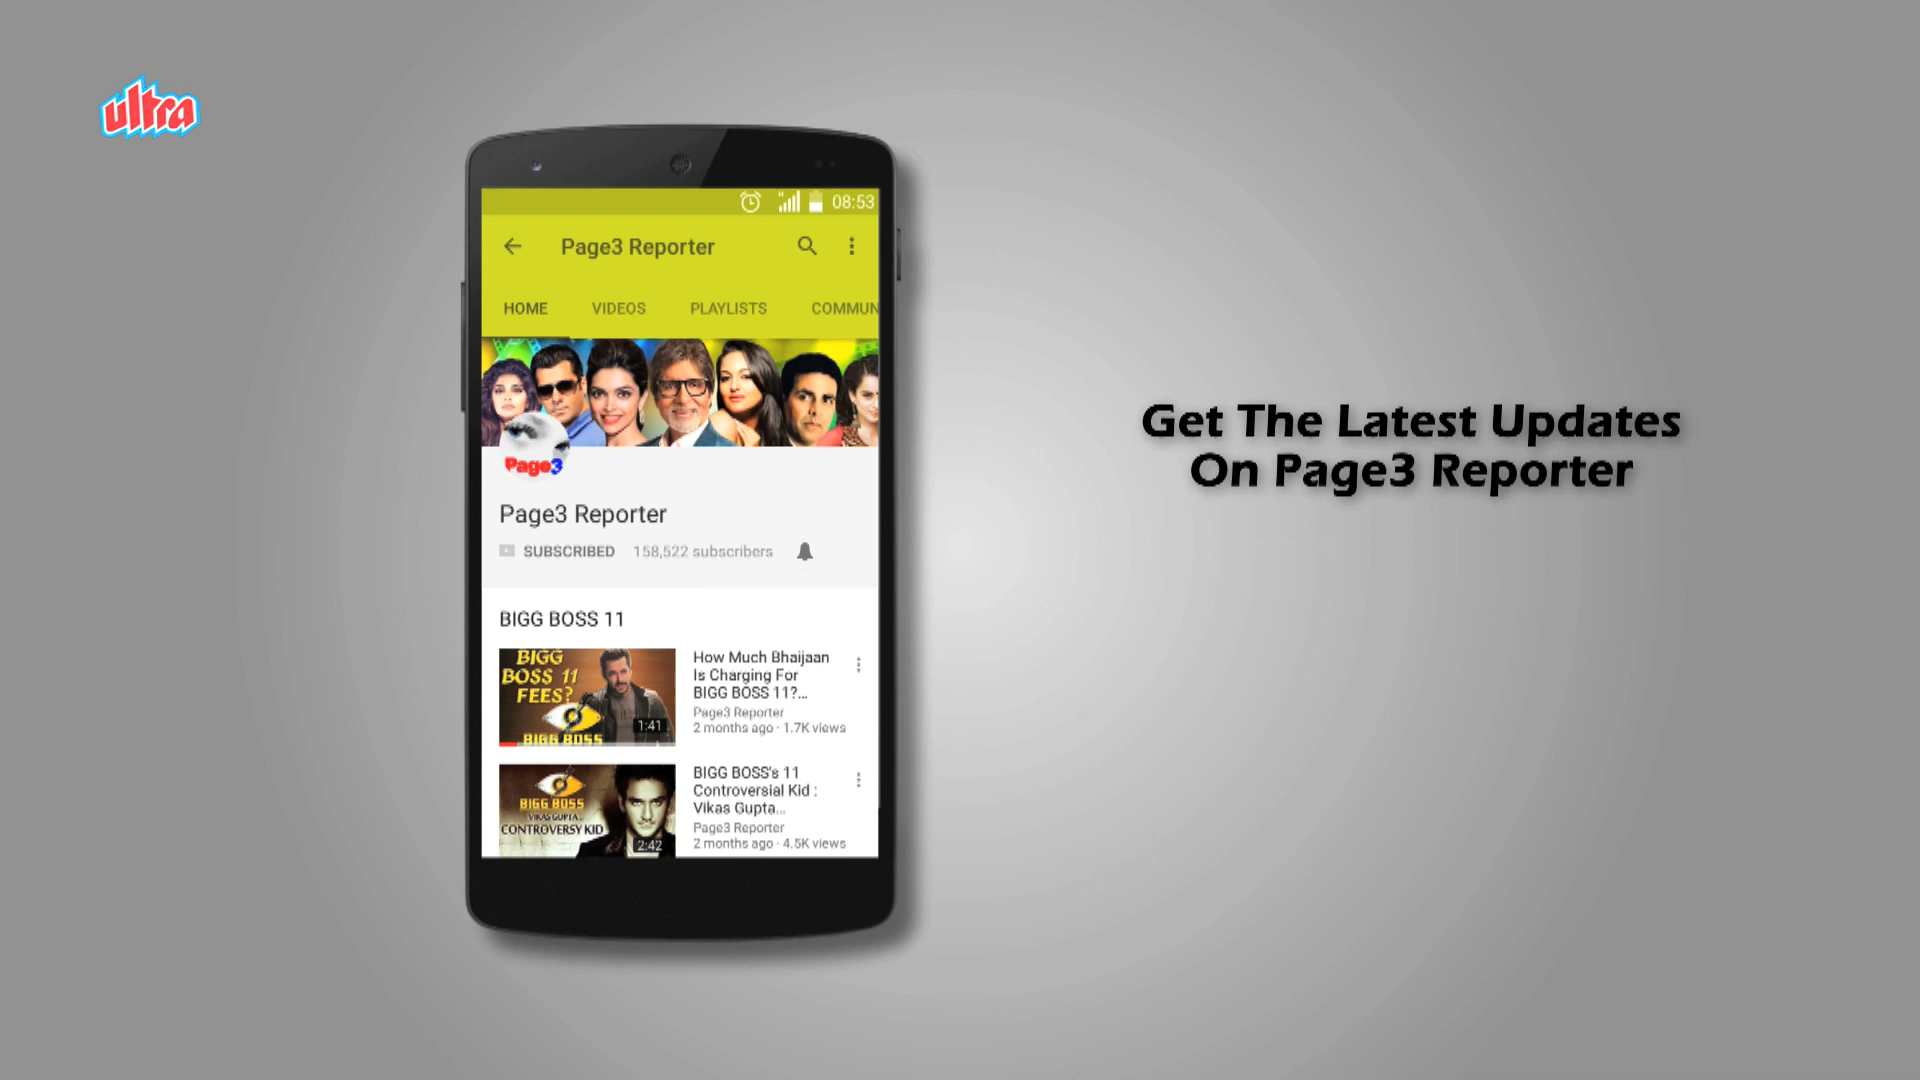 ultra
08:53
Page3 Reporter
HOME VIDEOS PLAYLISTS COMMUN
Page3
Page3 Reporter
SUBSCRIBED 158,522 subscribers
BIGG BOSS 11
BIGG
BOSS 11
FEES?
1:41
BIGG BOSS
How Much Bhaijaan
Is Charging For
BIGG BOSS 11?...
Page3 Reporter
2 months ago · 1.7K views
BIGG BOSS
VIKAS GUPTA...
CONTROVERSY KID
2:42
BIGG BOSS's 11
Controversial Kid :
Vikas Gupta...
Page3 Reporter
2 months ago · 4.5K views
Get The Latest Updates
On Page3 Reporter